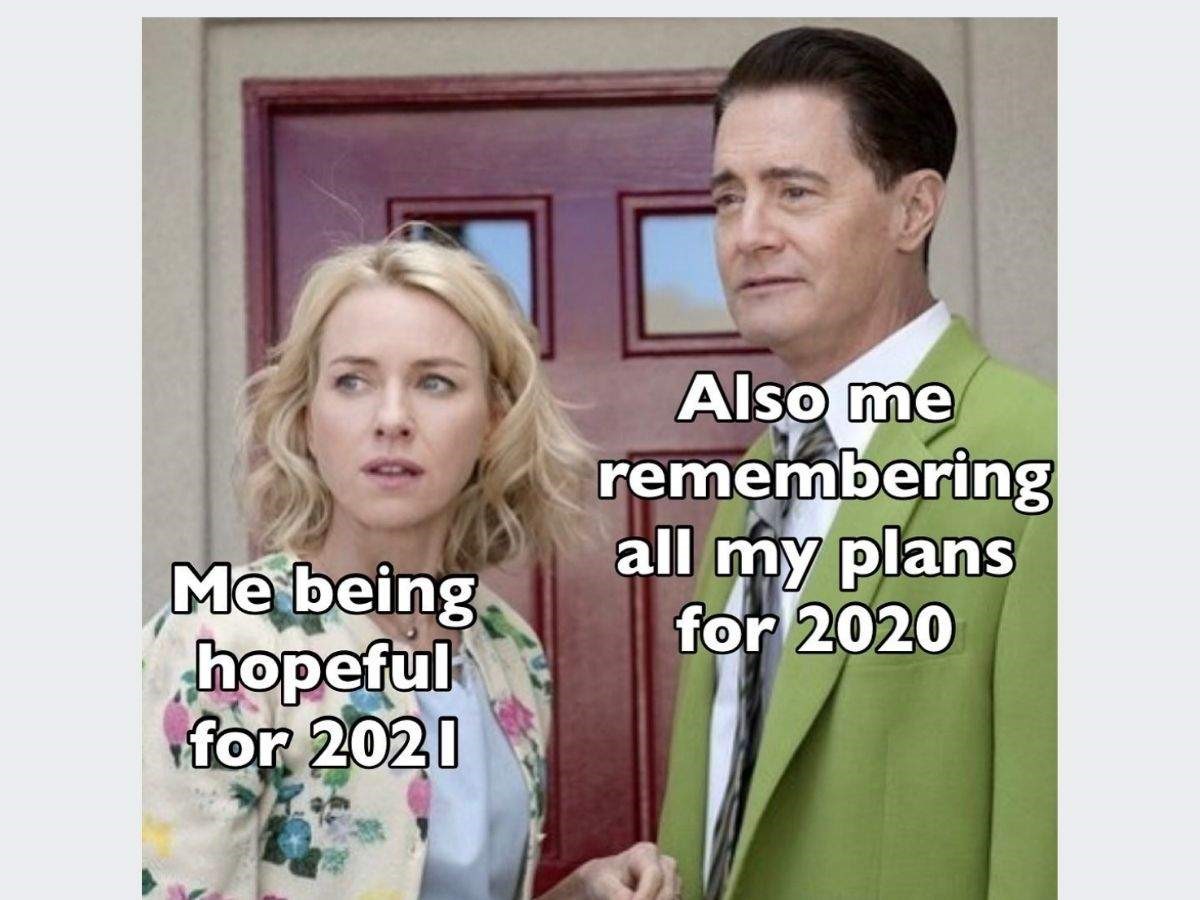 Me being
hopeful
for 2021
Also me
remembering
all my plans
for 2020